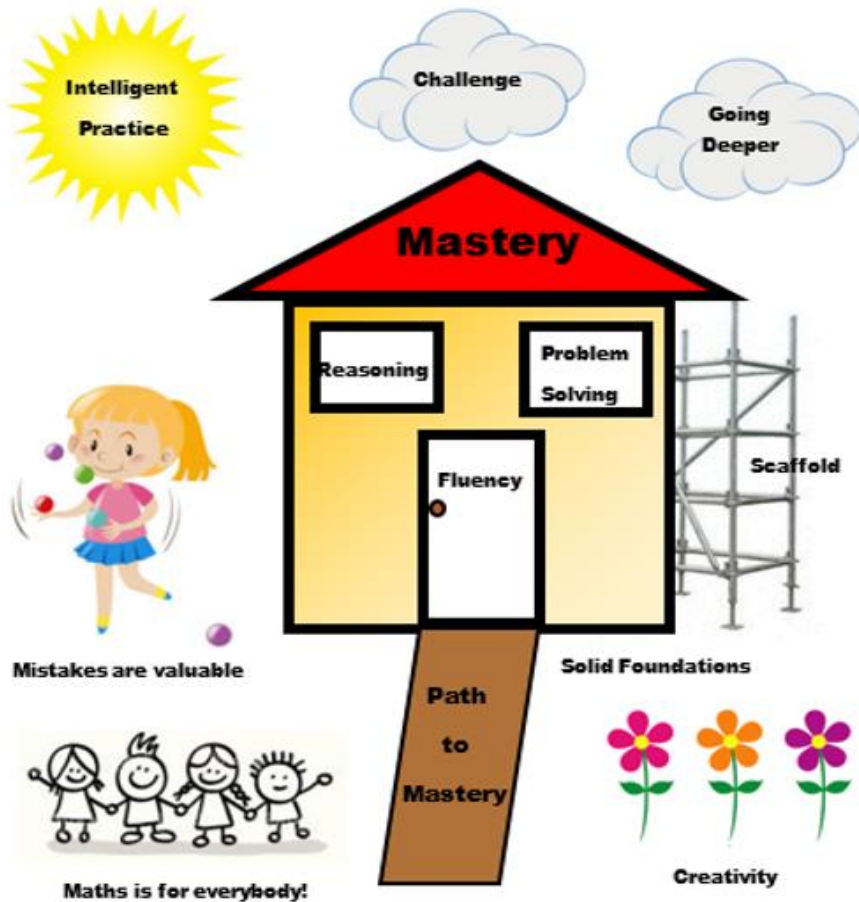 Intelligent
Practice
Challenge
Going
Deeper
Mastery
Reasoning
Problem
Solving
Fluency
Scaffold
Mistakes are valuable
Solid Foundations
Path
to
Mastery
Maths is for everybody!
Creativity